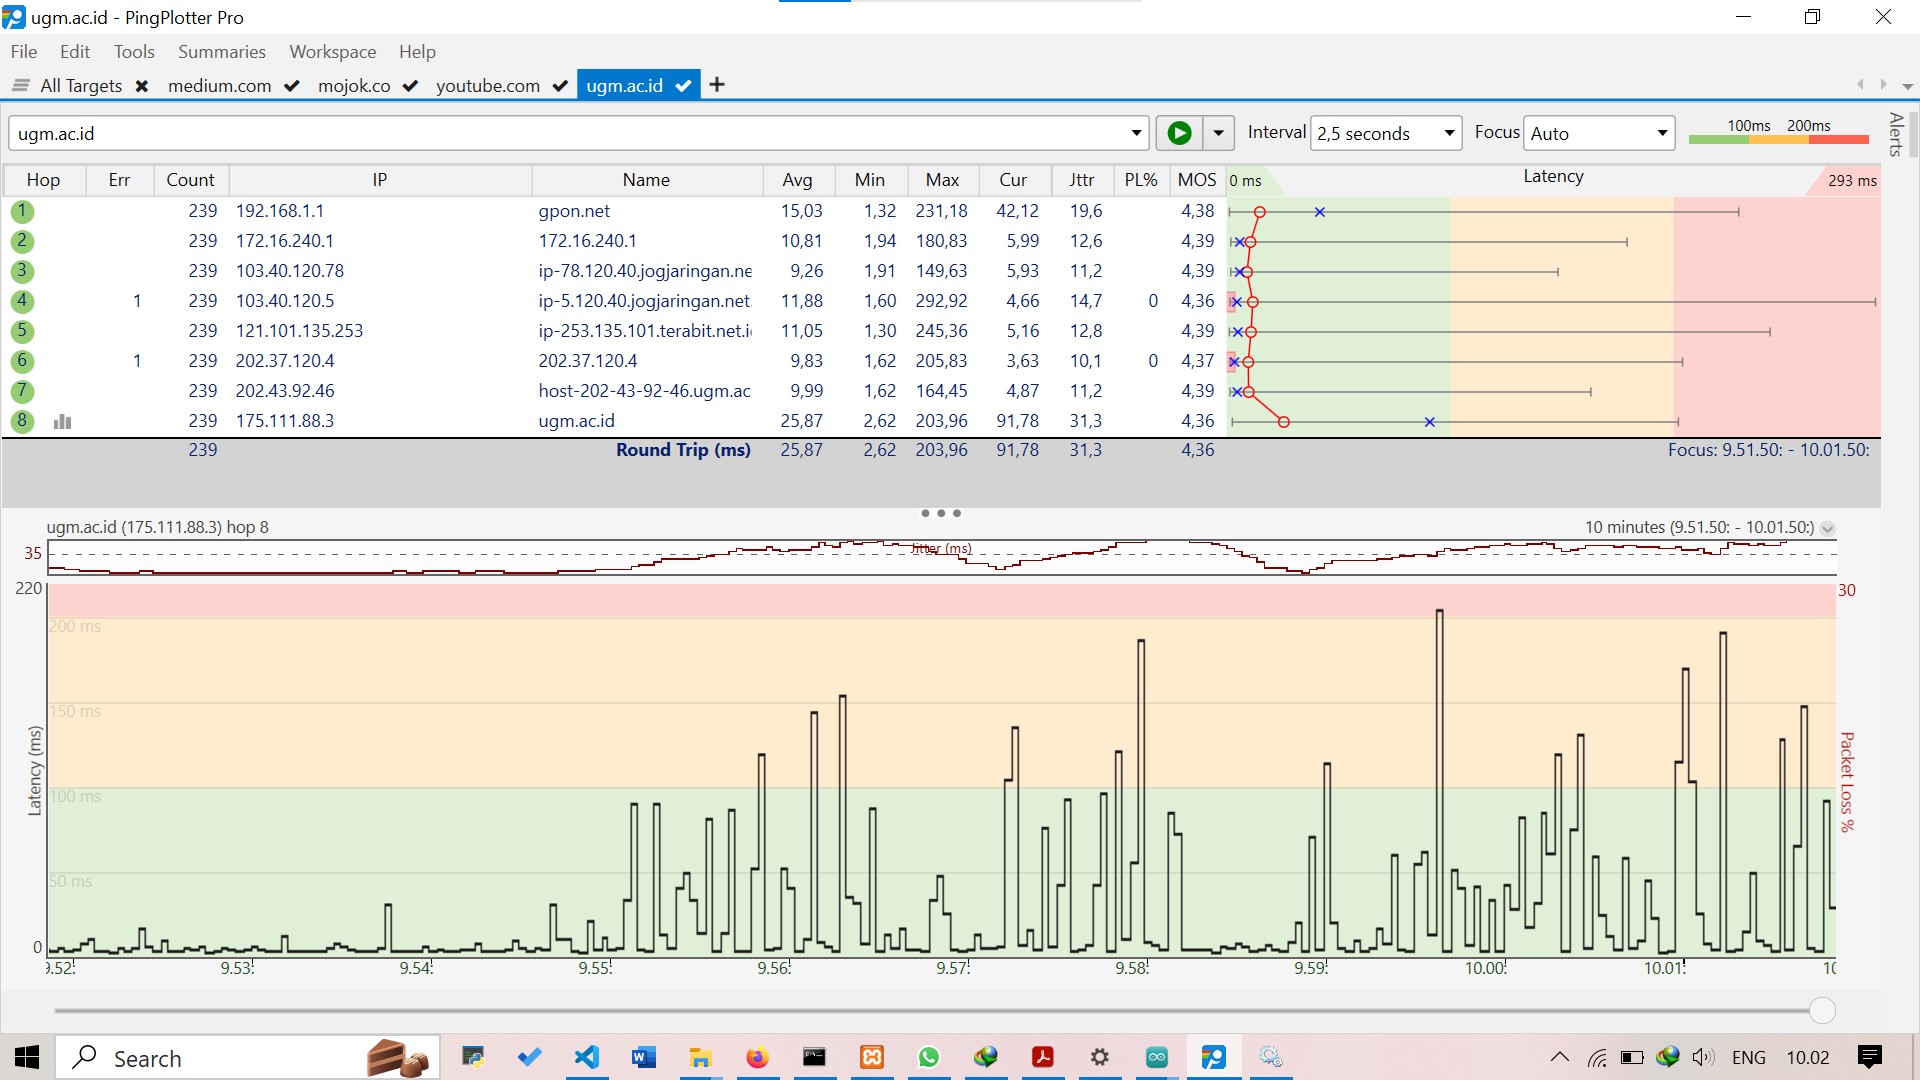 ugm.ac.id - PingPlotter Pro
File Edit Tools Summaries Workspace Help
All Targets medium.com mojok.co youtube.com ugm.ac.id
ugm.ac.id Interval 2,5 seconds Focus Auto 100ms 200ms
Alerts
Hop Err Count IP Name Avg Min Max Cur Jttr PL% MOS 0 ms Latency 293 ms
1 239 192.168.1.1 gpon.net 15,03 1,32 231,18 42,12 19,6 4,38
2 239 172.16.240.1 172.16.240.1 10,81 1,94 180,83 5,99 12,6 4,39
3 239 103.40.120.78 ip-78.120.40.jogjaringan.ne 9,26 1,91 149,63 5,93 11,2 4,39
4 1 239 103.40.120.5 ip-5.120.40.jogjaringan.net. 11,88 1,60 292,92 4,66 14,7 0 4,36
5 239 121.101.135.253 ip-253.135.101.terabit.net.i 11,05 1,30 245,36 5,16 12,8 4,39
6 1 239 202.37.120.4 202.37.120.4 9,83 1,62 205,83 3,63 10,1 0 4,37
7 239 202.43.92.46 host-202-43-92-46.ugm.ac 9,99 1,62 164,45 4,87 11,2 4,39
8 239 175.111.88.3 ugm.ac.id 25,87 2,62 203,96 91,78 31,3 4,36
239 Round Trip (ms) 25,87 2,62 203,96 91,78 31,3 4,36 Focus: 9.51.50: - 10.01.50:
ugm.ac.id (175.111.88.3) hop 8 10 minutes (9.51.50: - 10.01.50:)
35 Jitter (ms)
220 30
200 ms
150 ms
100 ms
50 ms
0
Latency (ms)
Packet Loss %
9.52: 9.53: 9.54: 9.55: 9.56: 9.57: 9.58: 9.59: 10.00: 10.01: 10
Search ENG 10.02